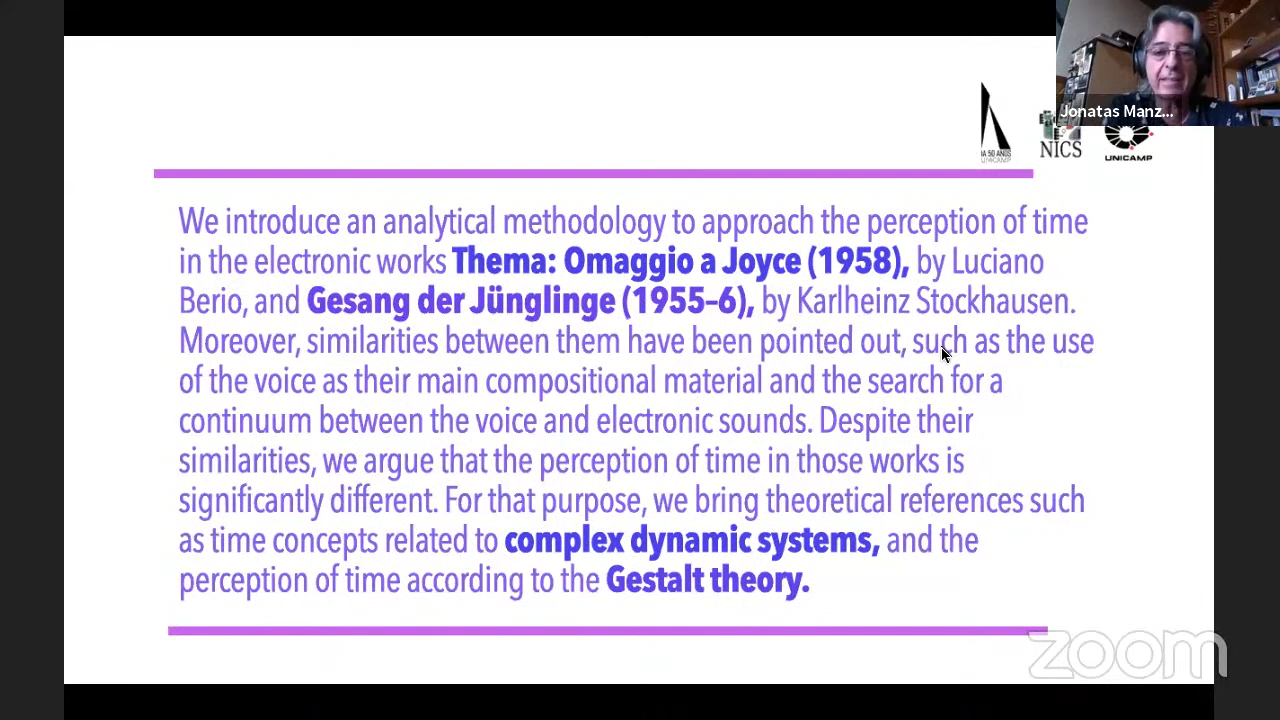 Jonatas Manz...
IA 50 ANOS
UNICAMP
NICS
UNICAMP
We introduce an analytical methodology to approach the perception of time
in the electronic works Thema: Omaggio a Joyce (1958), by Luciano
Berio, and Gesang der Jünglinge (1955–6), by Karlheinz Stockhausen.
Moreover, similarities between them have been pointed out, such as the use
of the voice as their main compositional material and the search for a
continuum between the voice and electronic sounds. Despite their
similarities, we argue that the perception of time in those works is
significantly different. For that purpose, we bring theoretical references such
as time concepts related to complex dynamic systems, and the
perception of time according to the Gestalt theory.
zoom